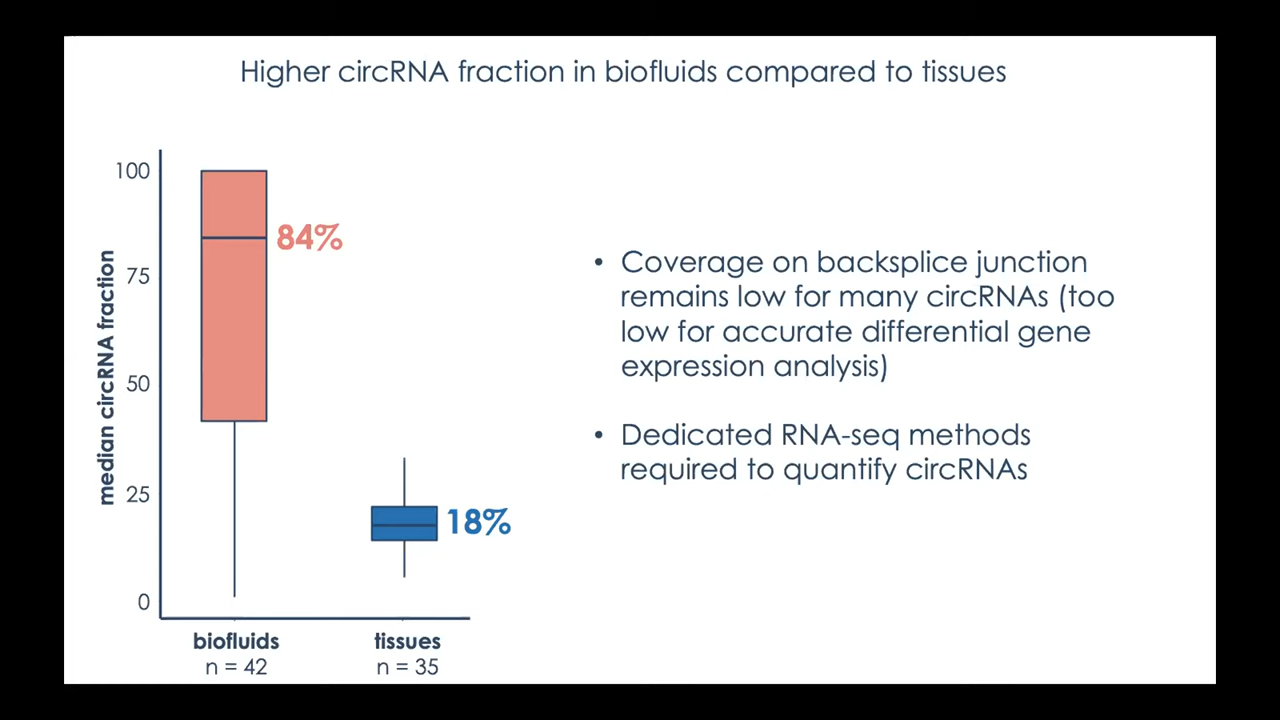 Higher circRNA fraction in biofluids compared to tissues
median circRNA fraction
100
75
50
25
0
84%
18%
biofluids
n = 42
tissues
n = 35
• Coverage on backsplice junction
remains low for many circRNAs (too
low for accurate differential gene
expression analysis)
• Dedicated RNA-seq methods
required to quantify circRNAs